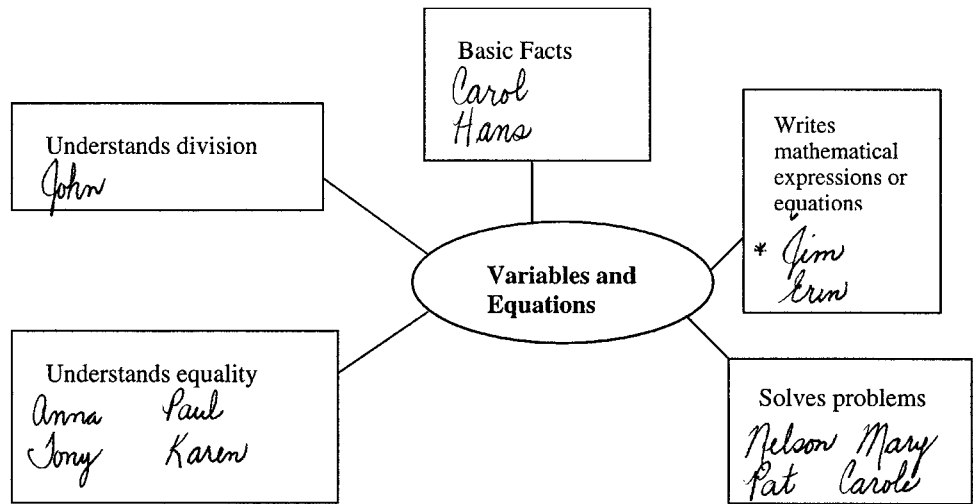 Basic Facts
Carol
Hans
Understands division
John
Writes
mathematical
expressions or
equations
* Jim
Erin
Variables and
Equations
Understands equality
Anna Paul
Tony Karen
Solves problems
Nelson Mary
Pat Carole